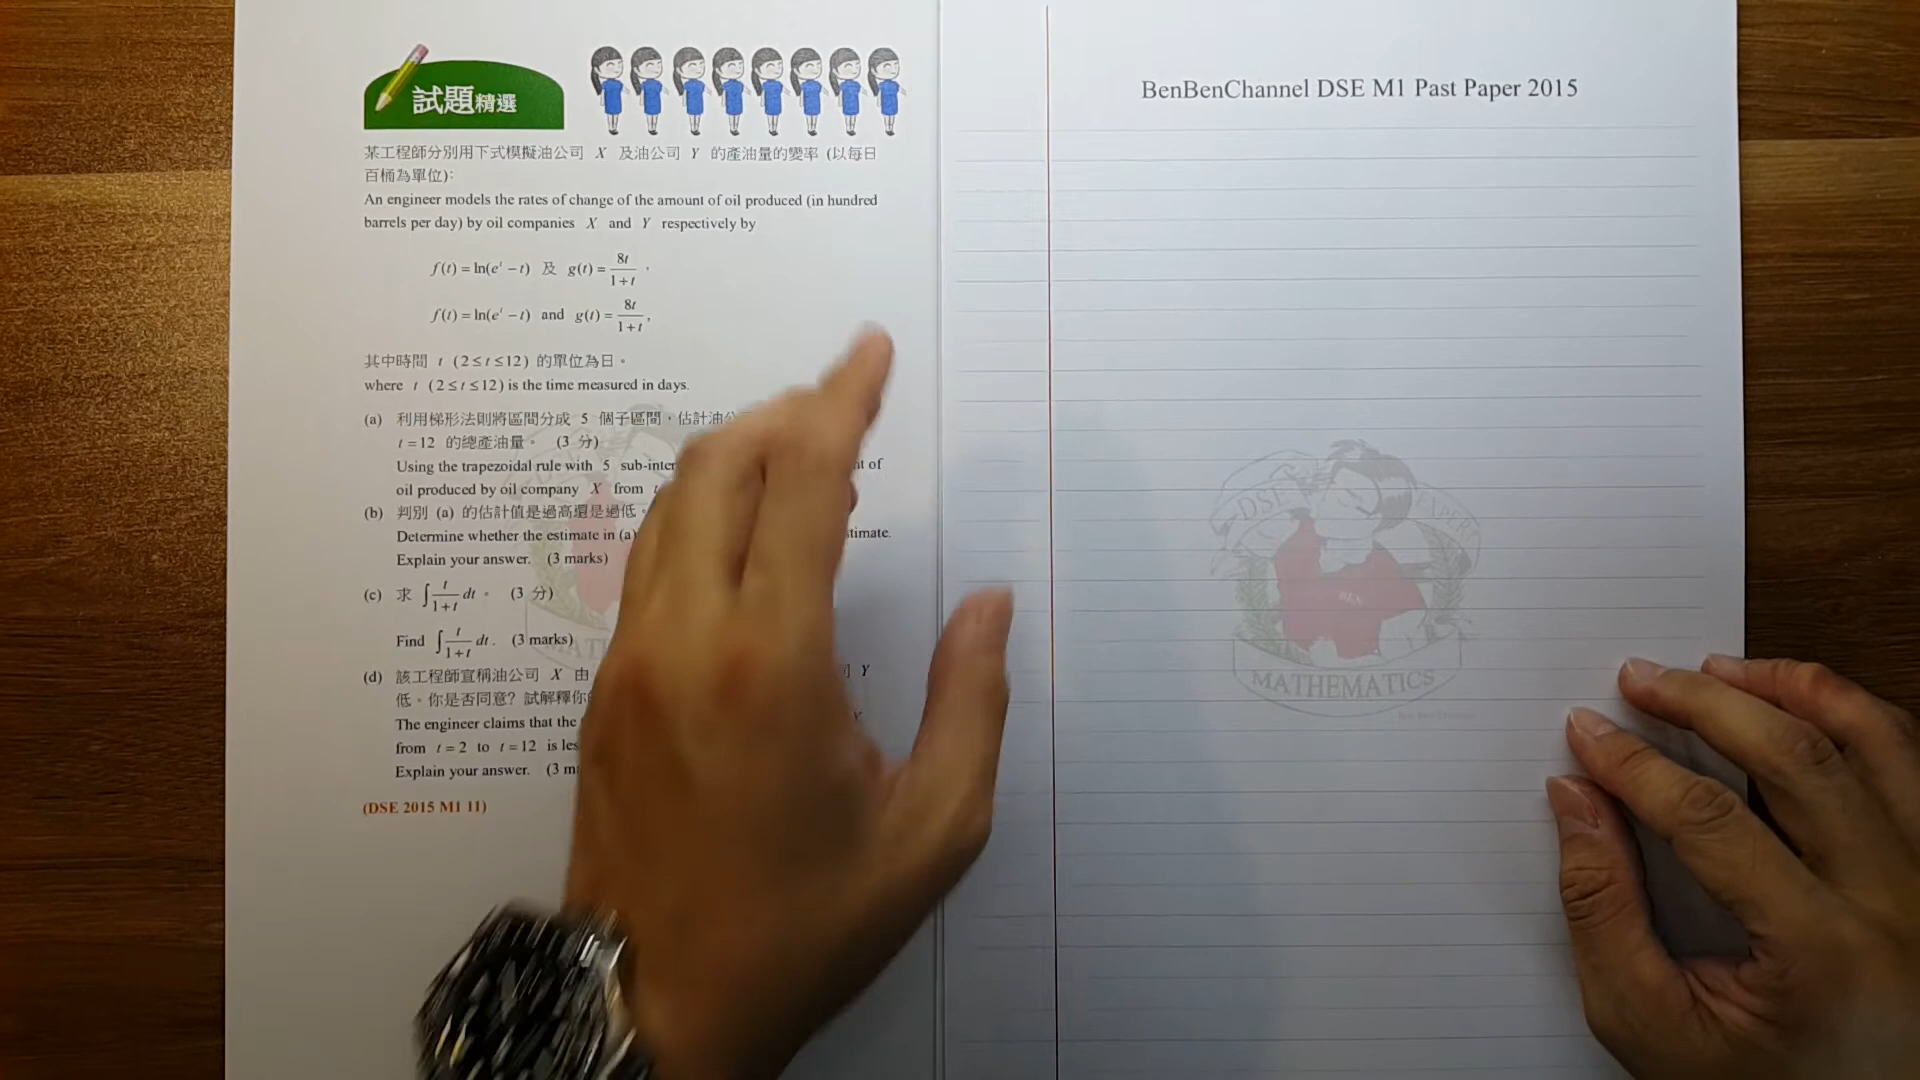 試題精選
某工程師分別用下式模擬油公司 X 及油公司 Y 的產油量的變率 (以每日
百桶為單位):
An engineer models the rates of change of the amount of oil produced (in hundred
barrels per day) by oil companies X and Y respectively by
f(t) = ln(eᵗ − t) 及 g(t) = 8t/(1+t) ,
f(t) = ln(eᵗ − t) and g(t) = 8t/(1+t) ,
其中時間 t (2 ≤ t ≤ 12) 的單位為日。
where t (2 ≤ t ≤ 12) is the time measured in days.
(a) 利用梯形法則將區間分成 5 個子區間，估計油公
t = 12 的總產油量。 (3 分)
Using the trapezoidal rule with 5 of
oil produced by oil company X from
(b) 判別 (a) 的估計值是過高還是過低。
Determine whether the estimate in (a)
Explain your answer. (3 marks)
(c) 求 ∫ t/(1+t) dt。 (3 分)
Find ∫ t/(1+t) dt. (3 marks)
(d) 該工程師宣稱油公司 X 由 Y
低。你是否同意? 試解釋你
The engineer claims that the Y
from t = 2 to t = 12 is
Explain your answer. (3
(DSE 2015 M1 11)
BenBenChannel DSE M1 Past Paper 2015
DSE EXPERT
BEN
MATHEMATICS